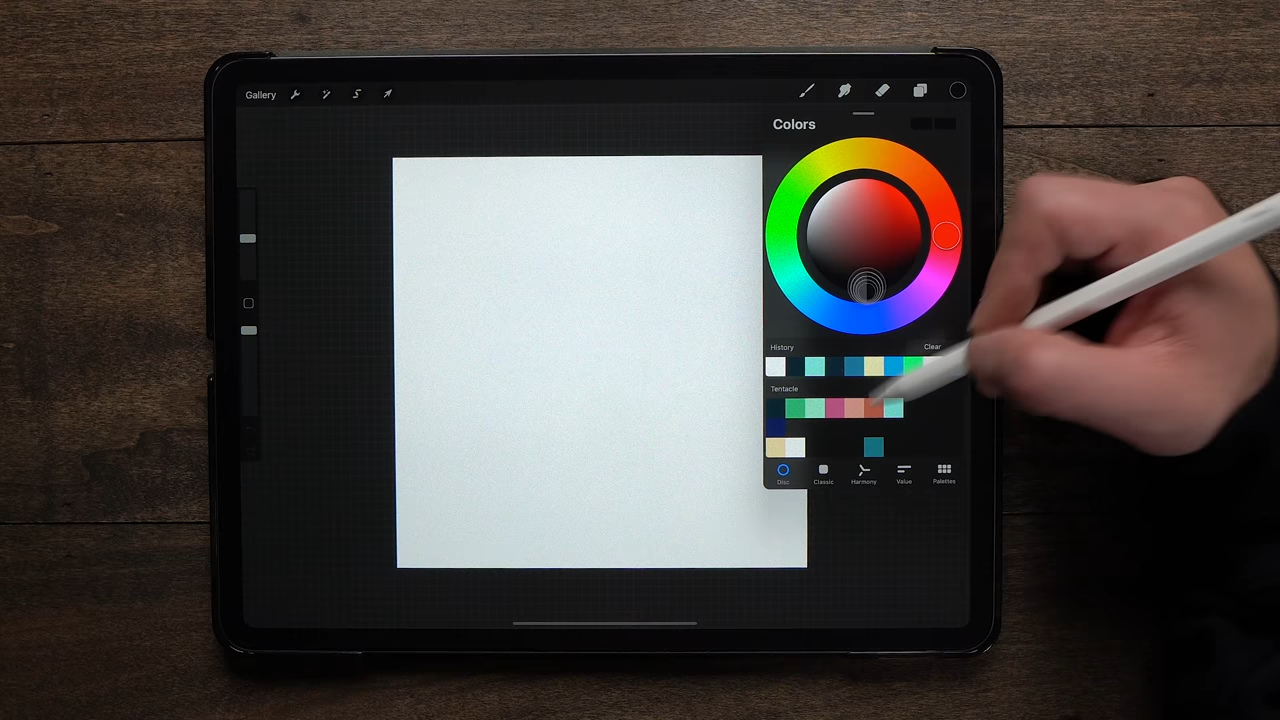 Gallery
Colors
History Clear
Tentacle
Disc Classic Harmony Value Palettes